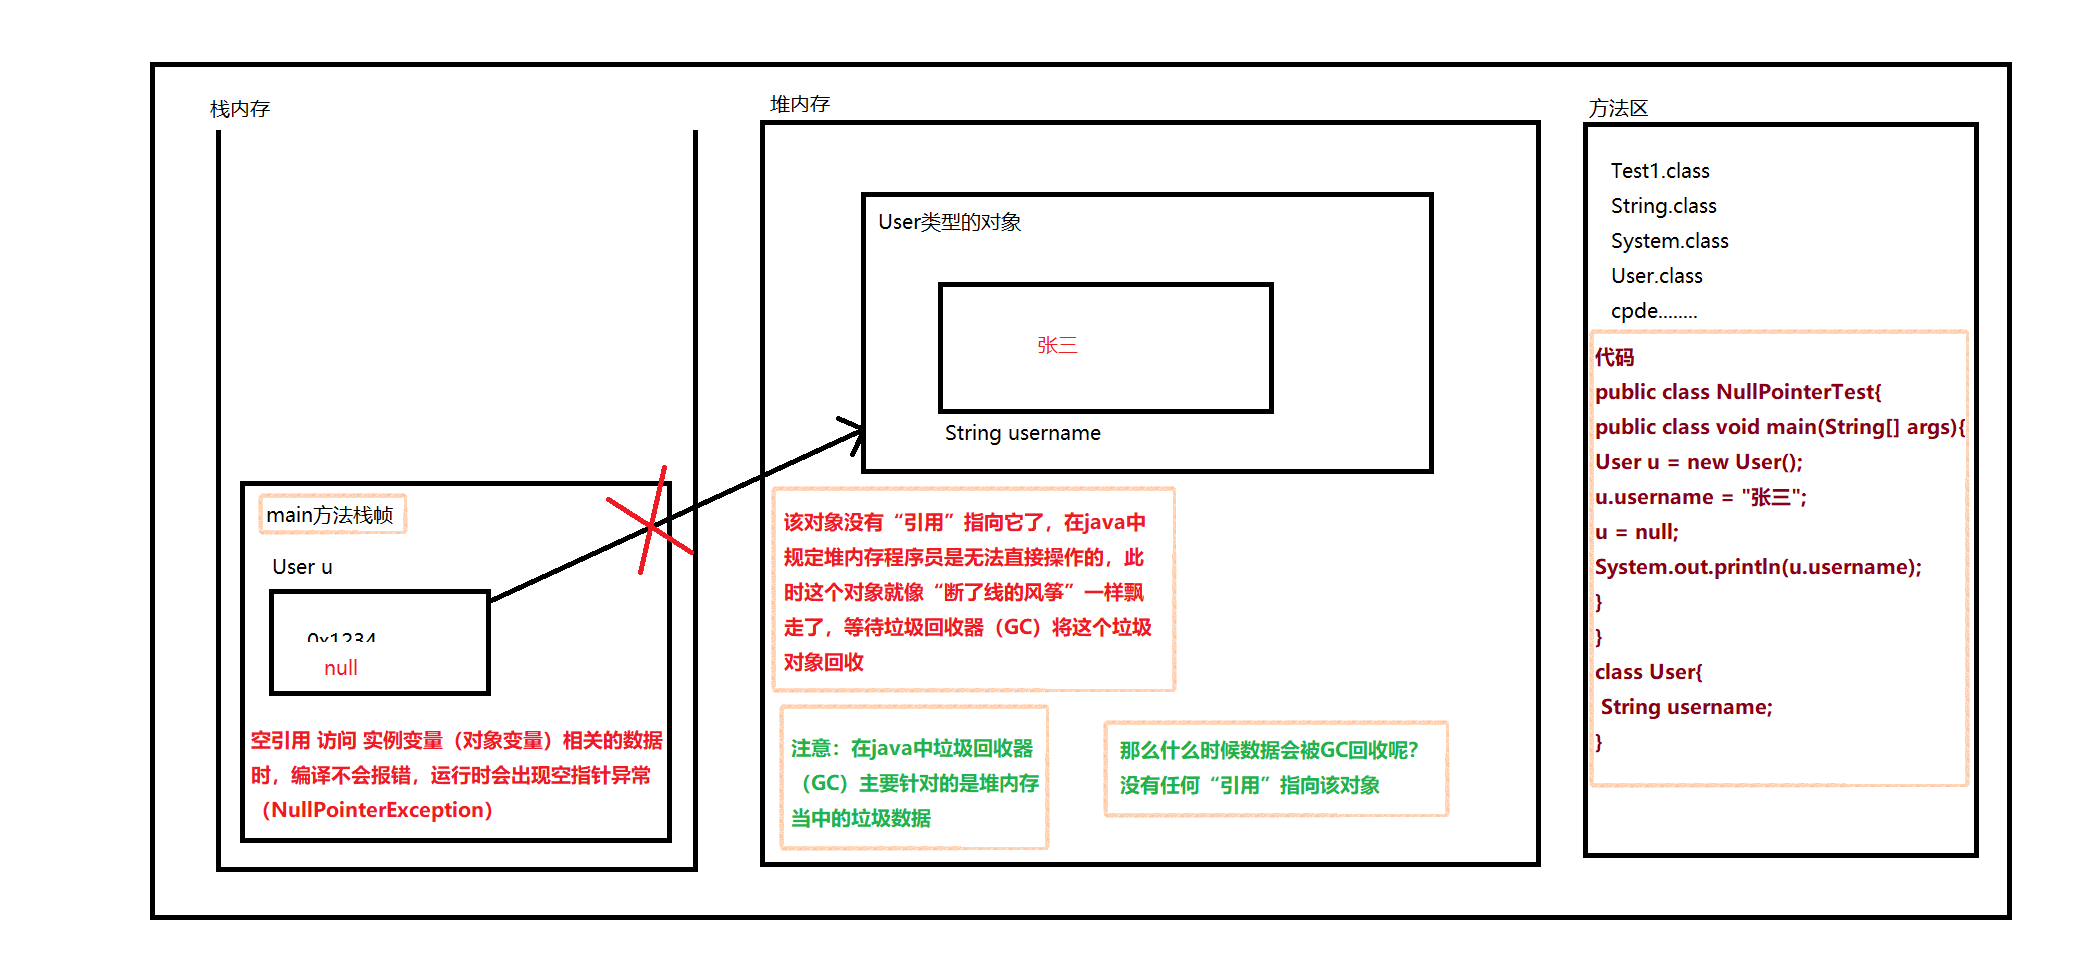 栈内存
main方法栈帧
User u
0x1234
null
空引用 访问 实例变量（对象变量）相关的数据
时，编译不会报错，运行时会出现空指针异常
（NullPointerException）
堆内存
User类型的对象
张三
String username
该对象没有“引用”指向它了，在java中
规定堆内存程序员是无法直接操作的，此
时这个对象就像“断了线的风筝”一样飘
走了，等待垃圾回收器（GC）将这个垃圾
对象回收
注意：在java中垃圾回收器
（GC）主要针对的是堆内存
当中的垃圾数据
那么什么时候数据会被GC回收呢？
没有任何“引用”指向该对象
方法区
Test1.class
String.class
System.class
User.class
cpde........
代码
public class NullPointerTest{
public class void main(String[] args){
User u = new User();
u.username = "张三";
u = null;
System.out.println(u.username);
}
}
class User{
String username;
}